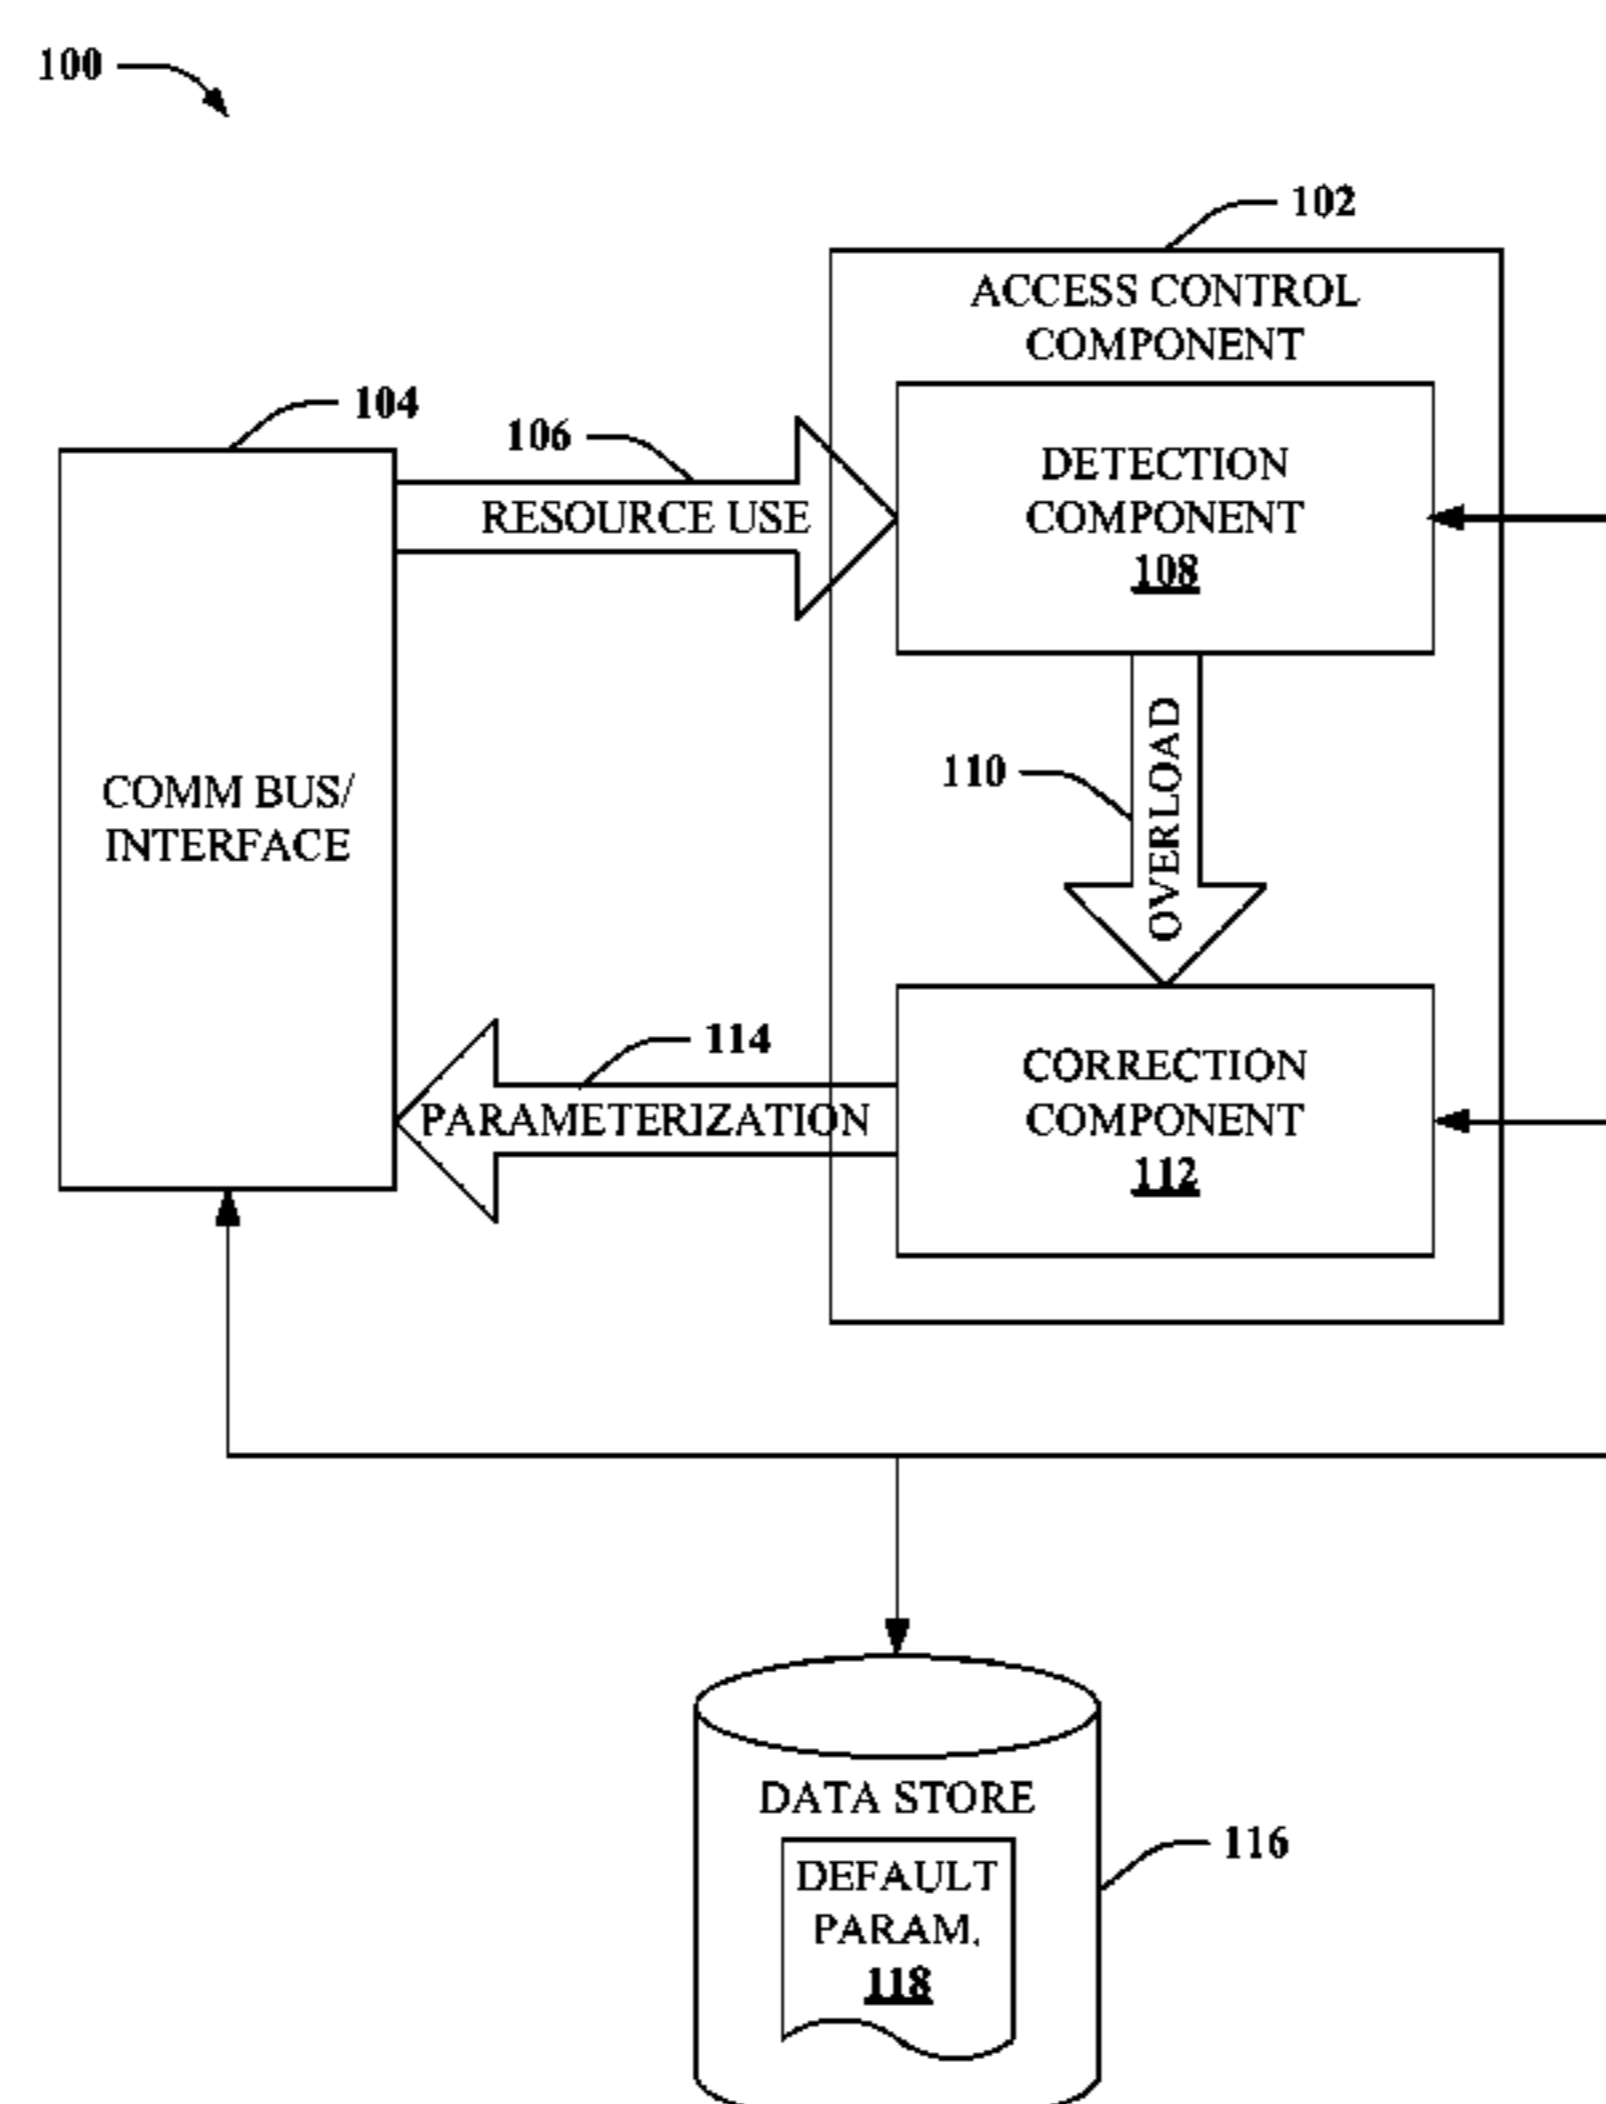 100
102
ACCESS CONTROL
COMPONENT
104
106
RESOURCE USE
DETECTION
COMPONENT
108
COMM BUS/
INTERFACE
110
OVERLOAD
114
PARAMETERIZATION
CORRECTION
COMPONENT
112
DATA STORE
116
DEFAULT
PARAM.
118